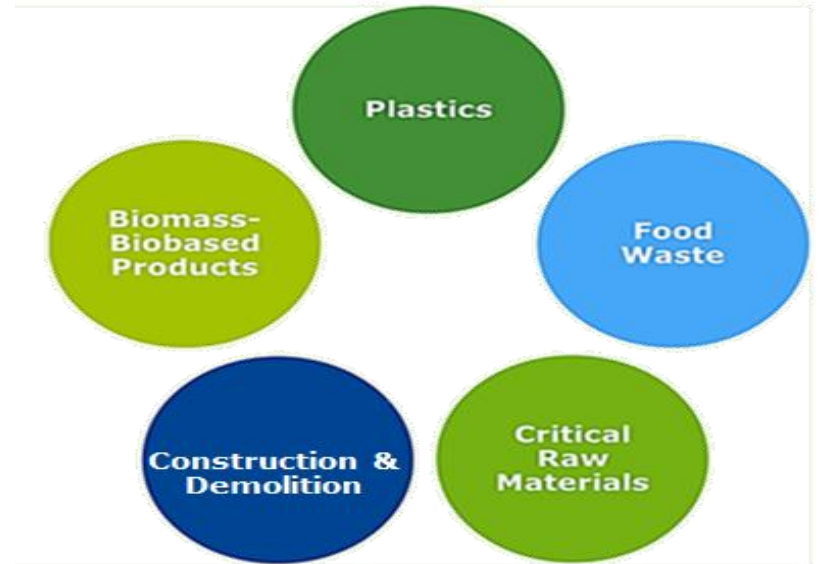 Plastics
Food
Waste
Critical
Raw
Materials
Construction &
Demolition
Biomass-
Biobased
Products